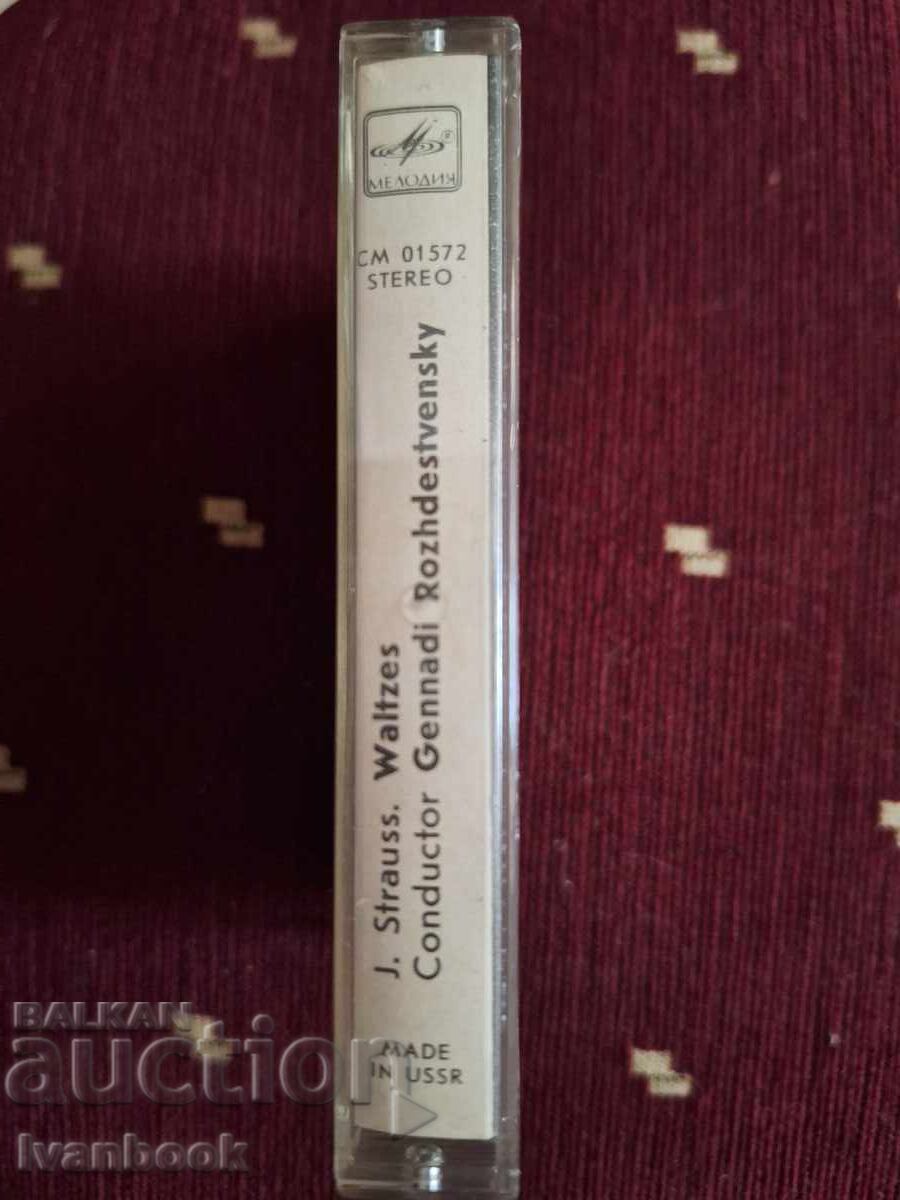 МЕЛОДИЯ
СМ 01572
STEREO
J. Strauss. Waltzes
Conductor Gennadi Rozhdestvensky
MADE
IN USSR
BALKAN
auction
Ivanbook